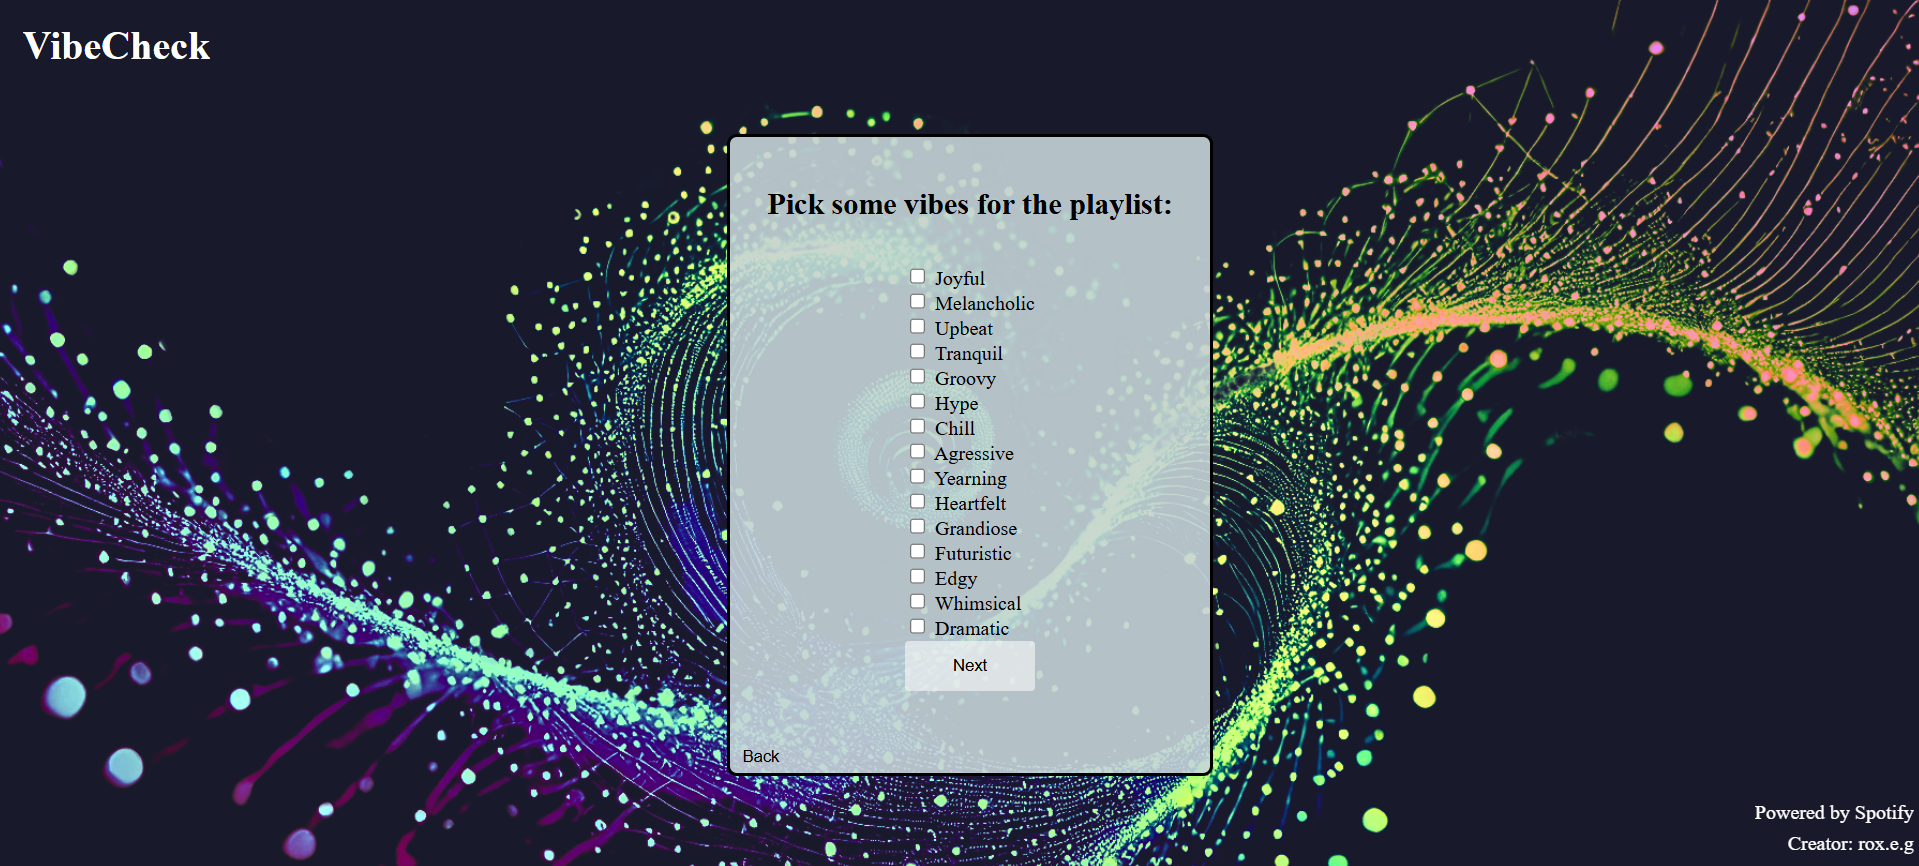 VibeCheck
Pick some vibes for the playlist:
Joyful
Melancholic
Upbeat
Tranquil
Groovy
Hype
Chill
Agressive
Yearning
Heartfelt
Grandiose
Futuristic
Edgy
Whimsical
Dramatic
Next
Back
Powered by Spotify
Creator: rox.e.g